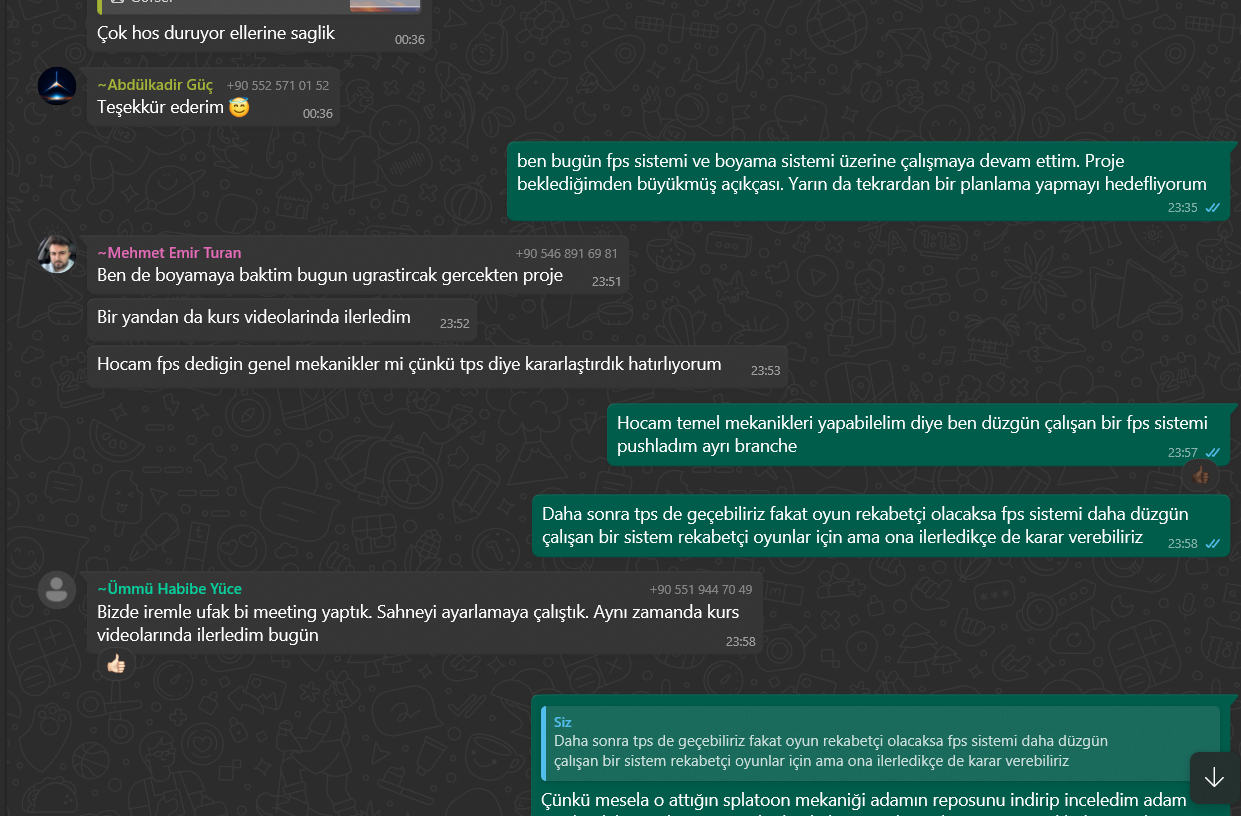 Görsel
Çok hos duruyor ellerine saglik
00:36
~Abdülkadir Güç +90 552 571 01 52
Teşekkür ederim 😇
00:36
ben bugün fps sistemi ve boyama sistemi üzerine çalışmaya devam ettim. Proje
beklediğimden büyükmüş açıkçası. Yarın da tekrardan bir planlama yapmayı hedefliyorum
23:35
~Mehmet Emir Turan +90 546 891 69 81
Ben de boyamaya baktim bugun ugrastircak gercekten proje
23:51
Bir yandan da kurs videolarinda ilerledim
23:52
Hocam fps dedigin genel mekanikler mi çünkü tps diye kararlaştırdık hatırlıyorum
23:53
Hocam temel mekanikleri yapabilelim diye ben düzgün çalışan bir fps sistemi
pushladım ayrı branche
23:57
Daha sonra tps de geçebiliriz fakat oyun rekabetçi olacaksa fps sistemi daha düzgün
çalışan bir sistem rekabetçi oyunlar için ama ona ilerledikçe de karar verebiliriz
23:58
~Ümmü Habibe Yüce +90 551 944 70 49
Bizde iremle ufak bi meeting yaptık. Sahneyi ayarlamaya çalıştık. Aynı zamanda kurs
videolarında ilerledim bugün
23:58
Siz
Daha sonra tps de geçebiliriz fakat oyun rekabetçi olacaksa fps sistemi daha düzgün
çalışan bir sistem rekabetçi oyunlar için ama ona ilerledikçe de karar verebiliriz
Çünkü mesela o attığın splatoon mekaniği adamın reposunu indirip inceledim adam